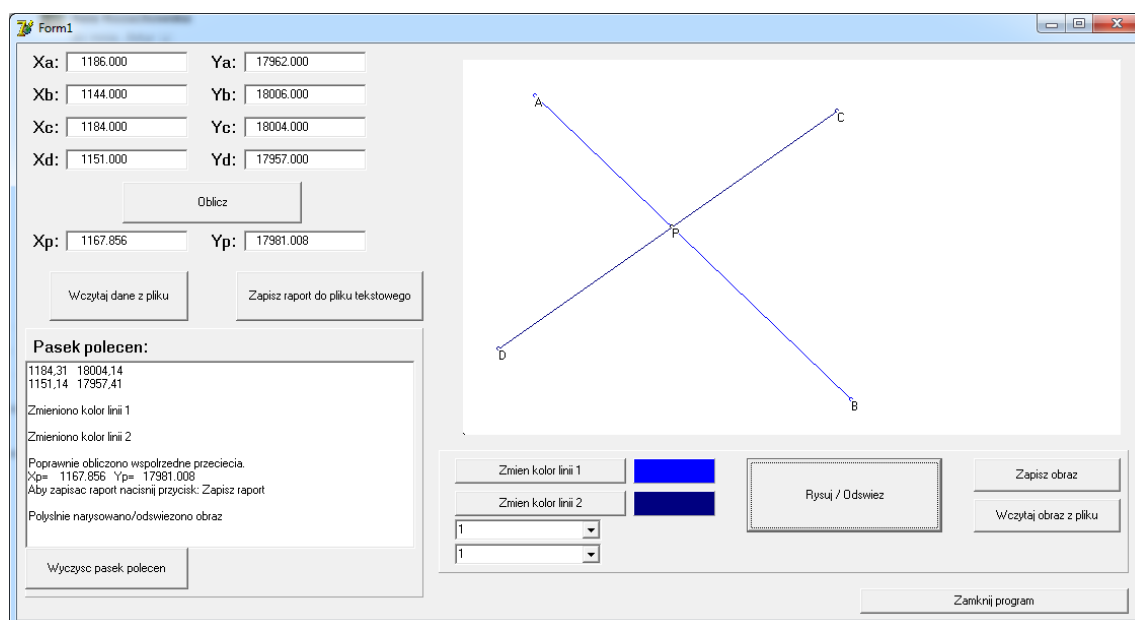 Form1
Xa: 1186.000 Ya: 17962.000
Xb: 1144.000 Yb: 18006.000
Xc: 1184.000 Yc: 18004.000
Xd: 1151.000 Yd: 17957.000
Oblicz
Xp: 1167.856 Yp: 17981.008
Wczytaj dane z pliku
Zapisz raport do pliku tekstowego
Pasek polecen:
1184,31 18004,14
1151,14 17957,41
Zmieniono kolor linii 1
Zmieniono kolor linii 2
Poprawnie obliczono wspolrzedne przeciecia.
Xp= 1167.856 Yp= 17981.008
Aby zapisac raport nacisnij przycisk: Zapisz raport
Polyslnie narysowano/odswiezono obraz
Wyczysc pasek polecen
A
C
P
D
B
Zmien kolor linii 1
Zmien kolor linii 2
1
1
Rysuj / Odswiez
Zapisz obraz
Wczytaj obraz z pliku
Zamknij program